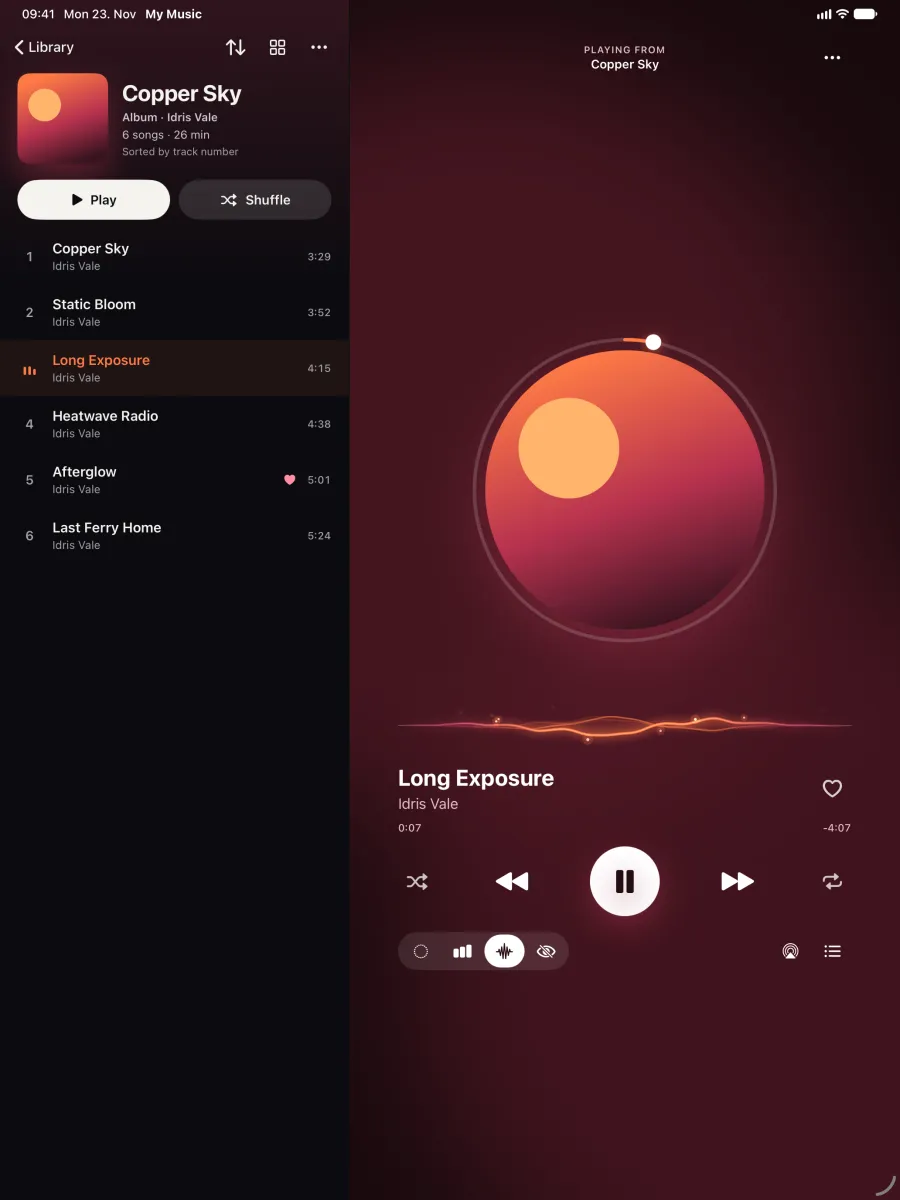 09:41 Mon 23. Nov My Music
Library
Copper Sky
Album · Idris Vale
6 songs · 26 min
Sorted by track number
Play
Shuffle
1 Copper Sky 3:29
Idris Vale
2 Static Bloom 3:52
Idris Vale
Long Exposure 4:15
Idris Vale
4 Heatwave Radio 4:38
Idris Vale
5 Afterglow 5:01
Idris Vale
6 Last Ferry Home 5:24
Idris Vale
PLAYING FROM
Copper Sky
Long Exposure
Idris Vale
0:07 -4:07